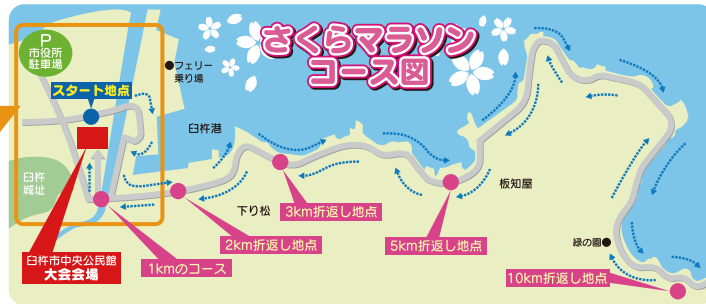 さくらマラソン
コース図
P
市役所
駐車場
フェリー
乗り場
スタート地点
臼杵港
臼杵
城址
下り松
板知屋
3km折返し地点
2km折返し地点
5km折返し地点
緑の園
臼杵市中央公民館
大会会場
1kmのコース
10km折返し地点